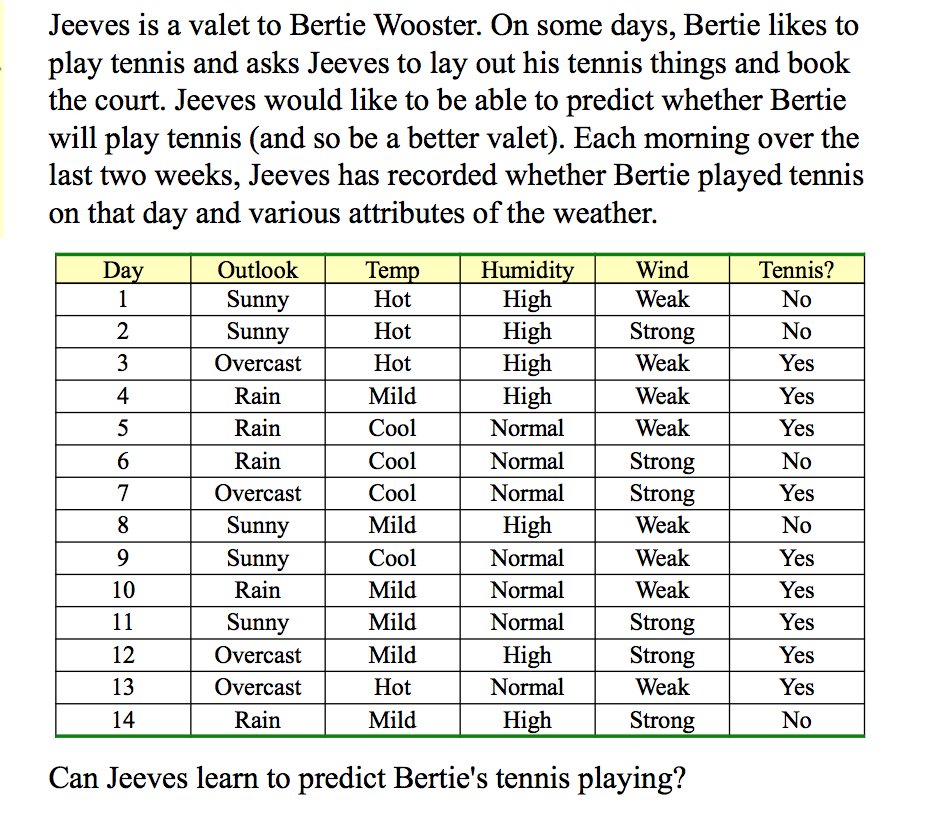 Jeeves is a valet to Bertie Wooster. On some days, Bertie likes to
play tennis and asks Jeeves to lay out his tennis things and book
the court. Jeeves would like to be able to predict whether Bertie
will play tennis (and so be a better valet). Each morning over the
last two weeks, Jeeves has recorded whether Bertie played tennis
on that day and various attributes of the weather.
Day Outlook Temp Humidity Wind Tennis?
1 Sunny Hot High Weak No
2 Sunny Hot High Strong No
3 Overcast Hot High Weak Yes
4 Rain Mild High Weak Yes
5 Rain Cool Normal Weak Yes
6 Rain Cool Normal Strong No
7 Overcast Cool Normal Strong Yes
8 Sunny Mild High Weak No
9 Sunny Cool Normal Weak Yes
10 Rain Mild Normal Weak Yes
11 Sunny Mild Normal Strong Yes
12 Overcast Mild High Strong Yes
13 Overcast Hot Normal Weak Yes
14 Rain Mild High Strong No
Can Jeeves learn to predict Bertie's tennis playing?